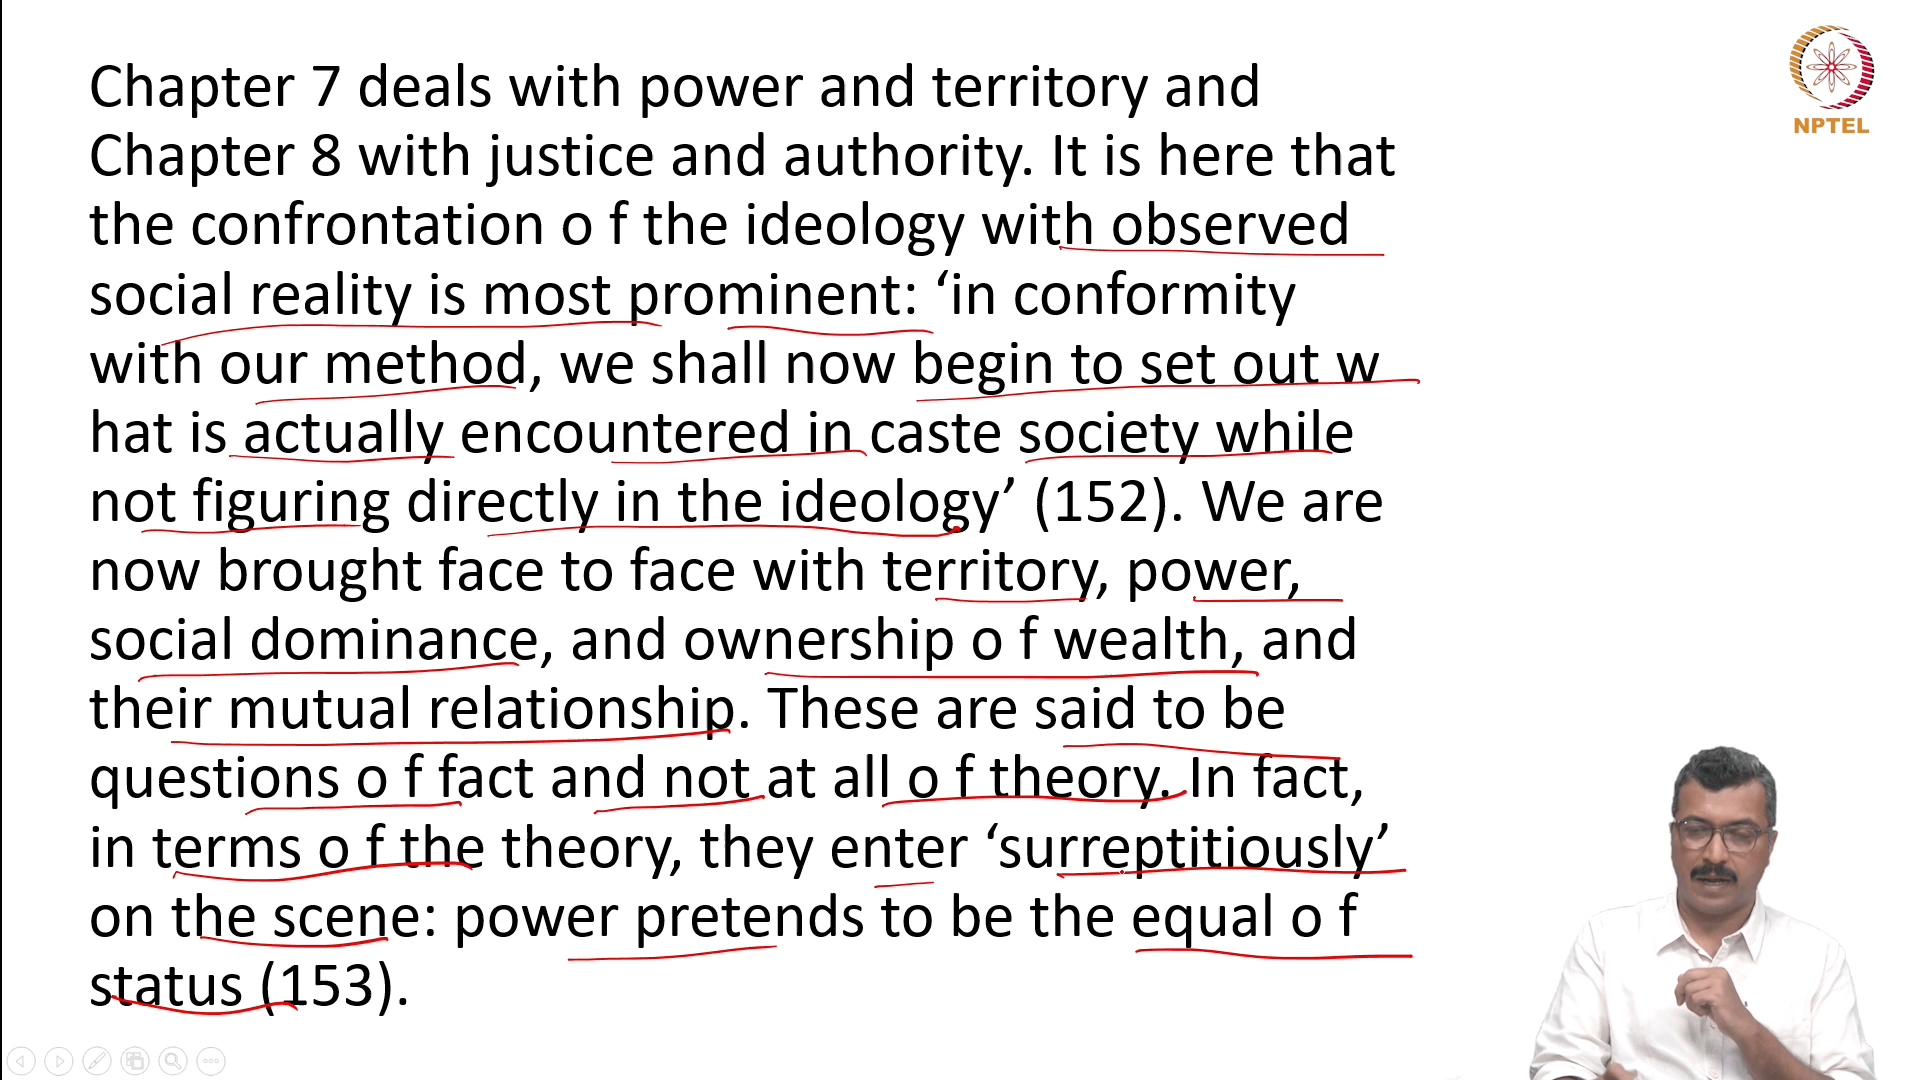 Chapter 7 deals with power and territory and
Chapter 8 with justice and authority. It is here that
the confrontation o f the ideology with observed
social reality is most prominent: ‘in conformity
with our method, we shall now begin to set out w
hat is actually encountered in caste society while
not figuring directly in the ideology’ (152). We are
now brought face to face with territory, power,
social dominance, and ownership o f wealth, and
their mutual relationship. These are said to be
questions o f fact and not at all o f theory. In fact,
in terms o f the theory, they enter ‘surreptitiously’
on the scene: power pretends to be the equal o f
status (153).
NPTEL